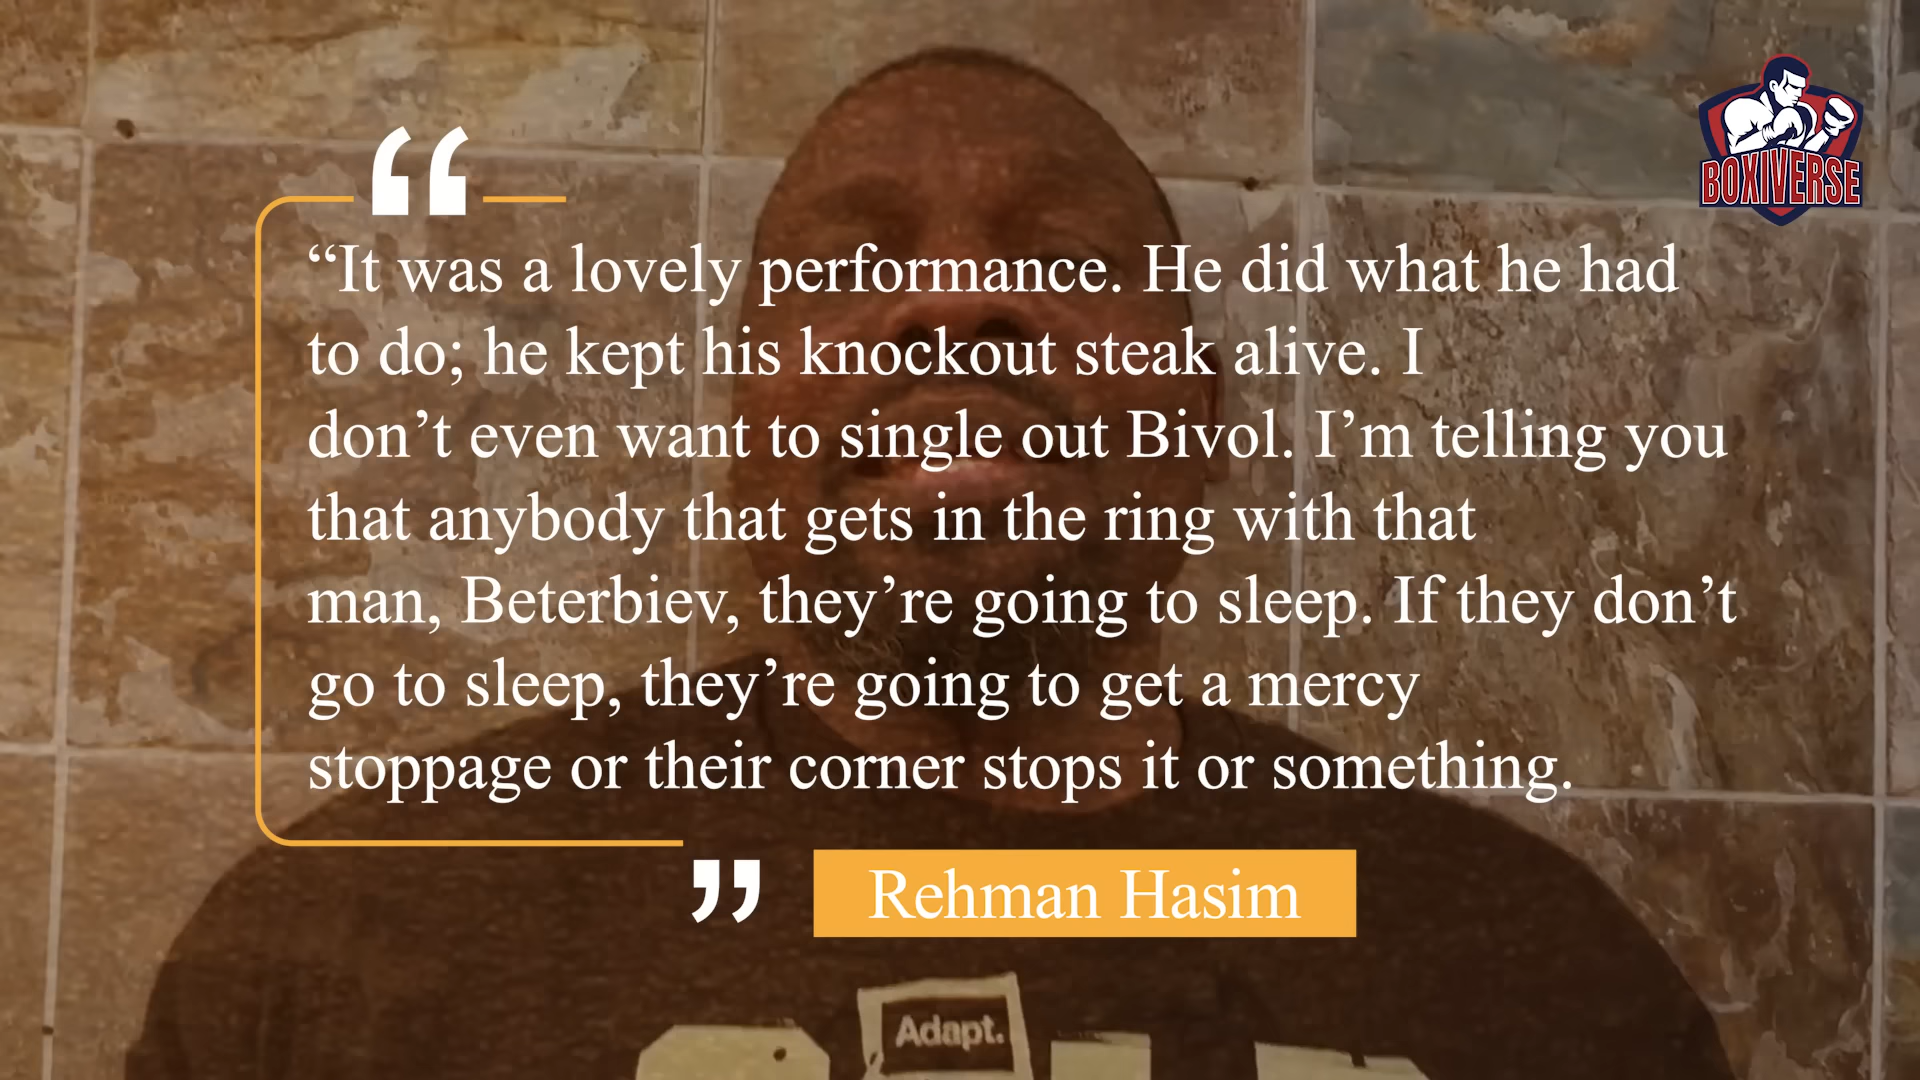 BOXIVERSE
“It was a lovely performance. He did what he had
to do; he kept his knockout steak alive. I
don’t even want to single out Bivol. I’m telling you
that anybody that gets in the ring with that
man, Beterbiev, they’re going to sleep. If they don’t
go to sleep, they’re going to get a mercy
stoppage or their corner stops it or something.
Rehman Hasim
Adapt.